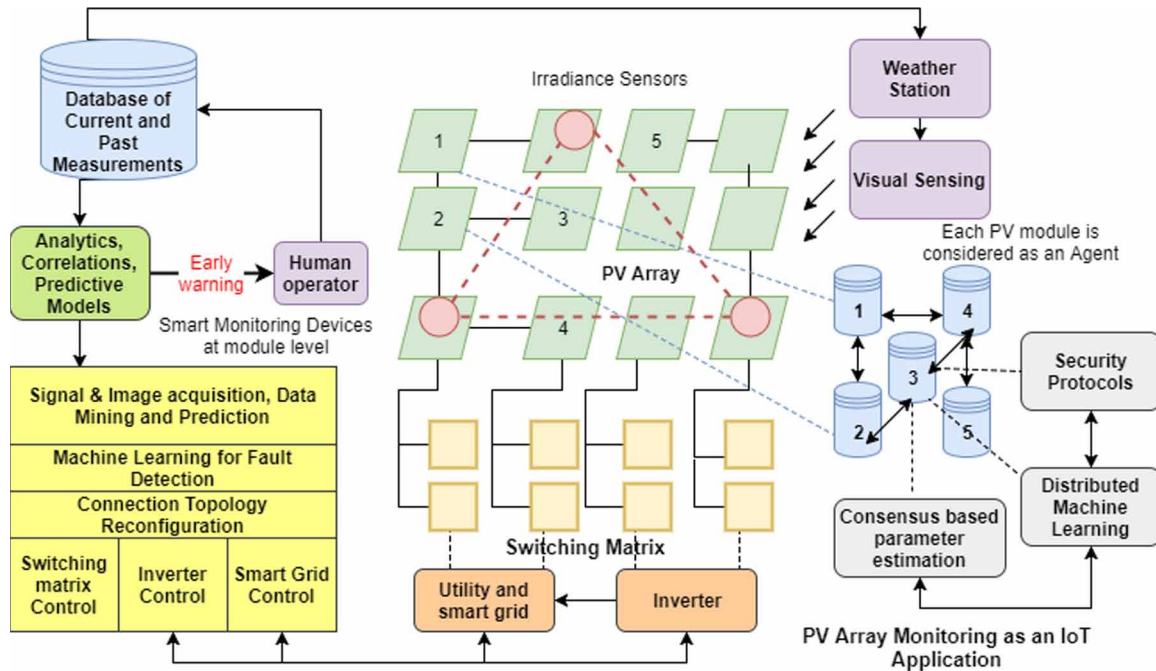 Database of
Current and
Past
Measurements
Analytics,
Correlations,
Predictive
Models
Early
warning
Human
operator
Smart Monitoring Devices
at module level
Signal & Image acquisition, Data
Mining and Prediction
Machine Learning for Fault
Detection
Connection Topology
Reconfiguration
Switching
matrix
Control
Inverter
Control
Smart Grid
Control
Irradiance Sensors
1
5
2
3
PV Array
4
Switching Matrix
Utility and
smart grid
Inverter
Weather
Station
Visual Sensing
Each PV module is
considered as an Agent
1
4
3
2
5
Security
Protocols
Distributed
Machine
Learning
Consensus based
parameter
estimation
PV Array Monitoring as an IoT
Application